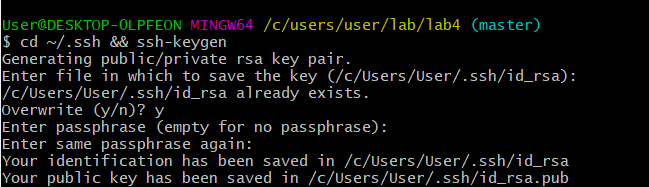 User@DESKTOP-OLPFEON MINGW64 /c/users/user/lab/lab4 (master)
$ cd ~/.ssh && ssh-keygen
Generating public/private rsa key pair.
Enter file in which to save the key (/c/Users/User/.ssh/id_rsa):
/c/Users/User/.ssh/id_rsa already exists.
Overwrite (y/n)? y
Enter passphrase (empty for no passphrase):
Enter same passphrase again:
Your identification has been saved in /c/Users/User/.ssh/id_rsa
Your public key has been saved in /c/Users/User/.ssh/id_rsa.pub